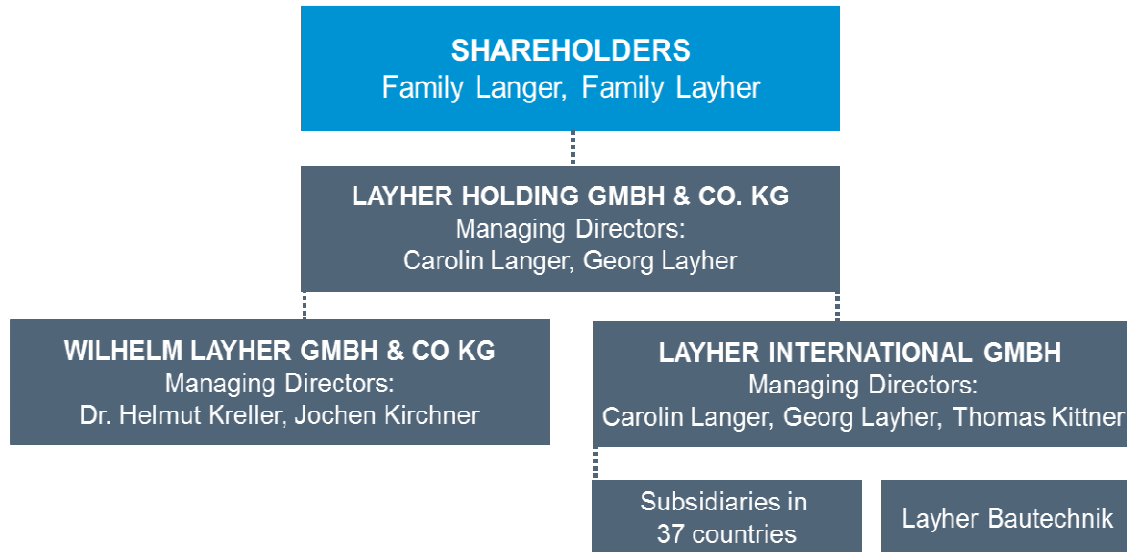 SHAREHOLDERS
Family Langer, Family Layher
LAYHER HOLDING GMBH & CO. KG
Managing Directors:
Carolin Langer, Georg Layher
WILHELM LAYHER GMBH & CO KG
Managing Directors:
Dr. Helmut Kreller, Jochen Kirchner
LAYHER INTERNATIONAL GMBH
Managing Directors:
Carolin Langer, Georg Layher, Thomas Kittner
Subsidiaries in
37 countries
Layher Bautechnik